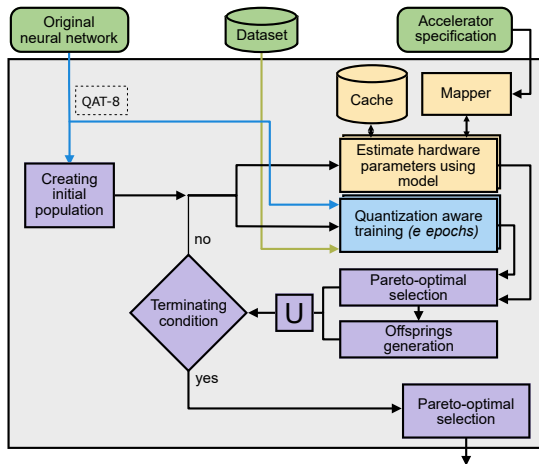 Original
neural network
Dataset
Accelerator
specification
QAT-8
Cache
Mapper
Creating
initial
population
Estimate hardware
parameters using
model
Quantization aware
training (e epochs)
no
Pareto-optimal
selection
Terminating
condition
U
Offsprings
generation
yes
Pareto-optimal
selection